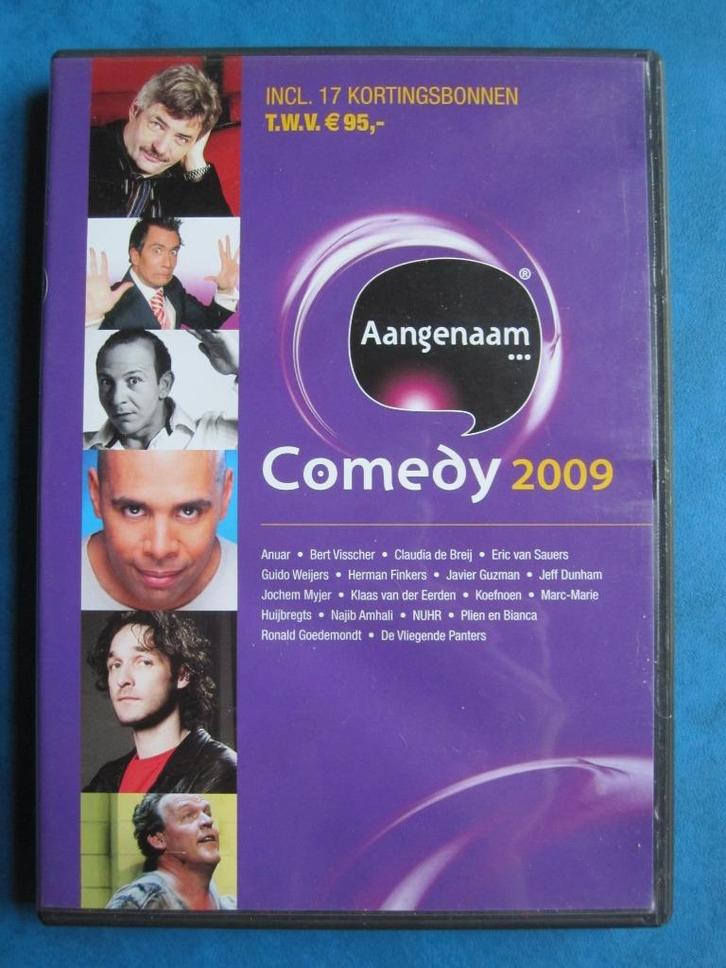 INCL. 17 KORTINGSBONNEN
T.W.V. € 95,-
®
Aangenaam
...
Comedy 2009
Anuar • Bert Visscher • Claudia de Breij • Eric van Sauers
Guido Weijers • Herman Finkers • Javier Guzman • Jeff Dunham
Jochem Myjer • Klaas van der Eerden • Koefnoen • Marc-Marie
Huijbregts • Najib Amhali • NUHR • Plien en Bianca
Ronald Goedemondt • De Vliegende Panters